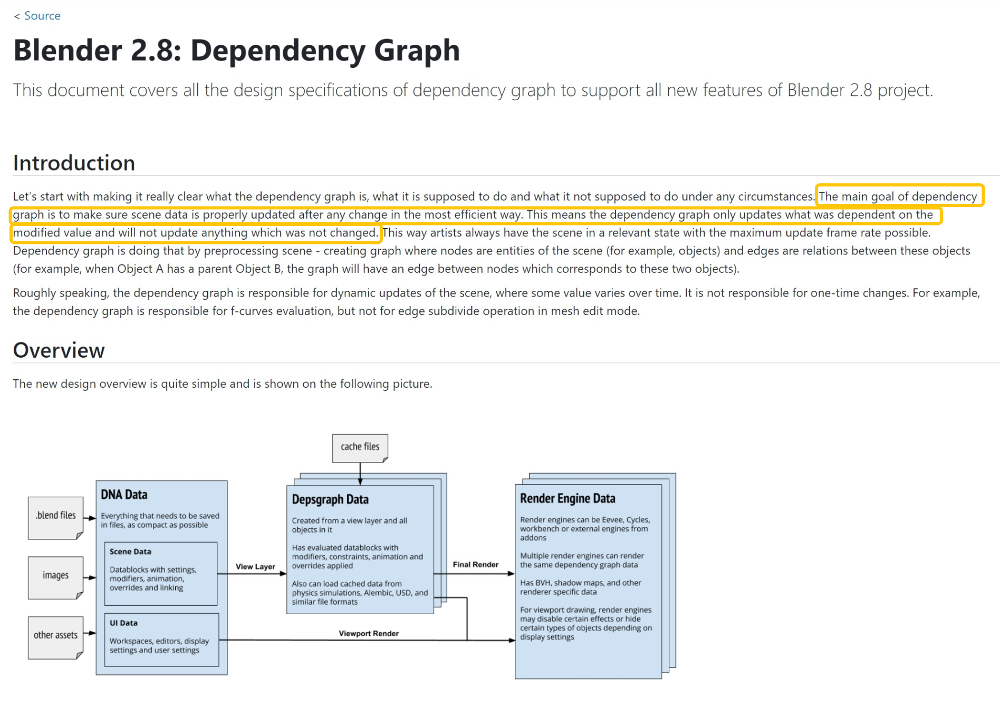 < Source
Blender 2.8: Dependency Graph
This document covers all the design specifications of dependency graph to support all new features of Blender 2.8 project.
Introduction
Let's start with making it really clear what the dependency graph is, what it is supposed to do and what it not supposed to do under any circumstances. The main goal of dependency
graph is to make sure scene data is properly updated after any change in the most efficient way. This means the dependency graph only updates what was dependent on the
modified value and will not update anything which was not changed. This way artists always have the scene in a relevant state with the maximum update frame rate possible.
Dependency graph is doing that by preprocessing scene - creating graph where nodes are entities of the scene (for example, objects) and edges are relations between these objects
(for example, when Object A has a parent Object B, the graph will have an edge between nodes which corresponds to these two objects).
Roughly speaking, the dependency graph is responsible for dynamic updates of the scene, where some value varies over time. It is not responsible for one-time changes. For example,
the dependency graph is responsible for f-curves evaluation, but not for edge subdivide operation in mesh edit mode.
Overview
The new design overview is quite simple and is shown on the following picture.
cache files
.blend files
images
other assets
DNA Data
Everything that needs to be saved
in files, as compact as possible
Scene Data
Datablocks with settings,
modifiers, animation,
overrides and linking
UI Data
Workspaces, editors, display
settings and user settings
View Layer
Depsgraph Data
Created from a view layer and all
objects in it
Has evaluated datablocks with
modifiers, constraints, animation and
overrides applied
Also can load cached data from
physics simulations, Alembic, USD, and
similar file formats
Final Render
Viewport Render
Render Engine Data
Render engines can be Eevee, Cycles,
workbench or external engines from
addons
Multiple render engines can render
the same dependency graph data
Has BVH, shadow maps, and other
renderer specific data
For viewport drawing, render engines
may disable certain effects or hide
certain types of objects depending on
display settings